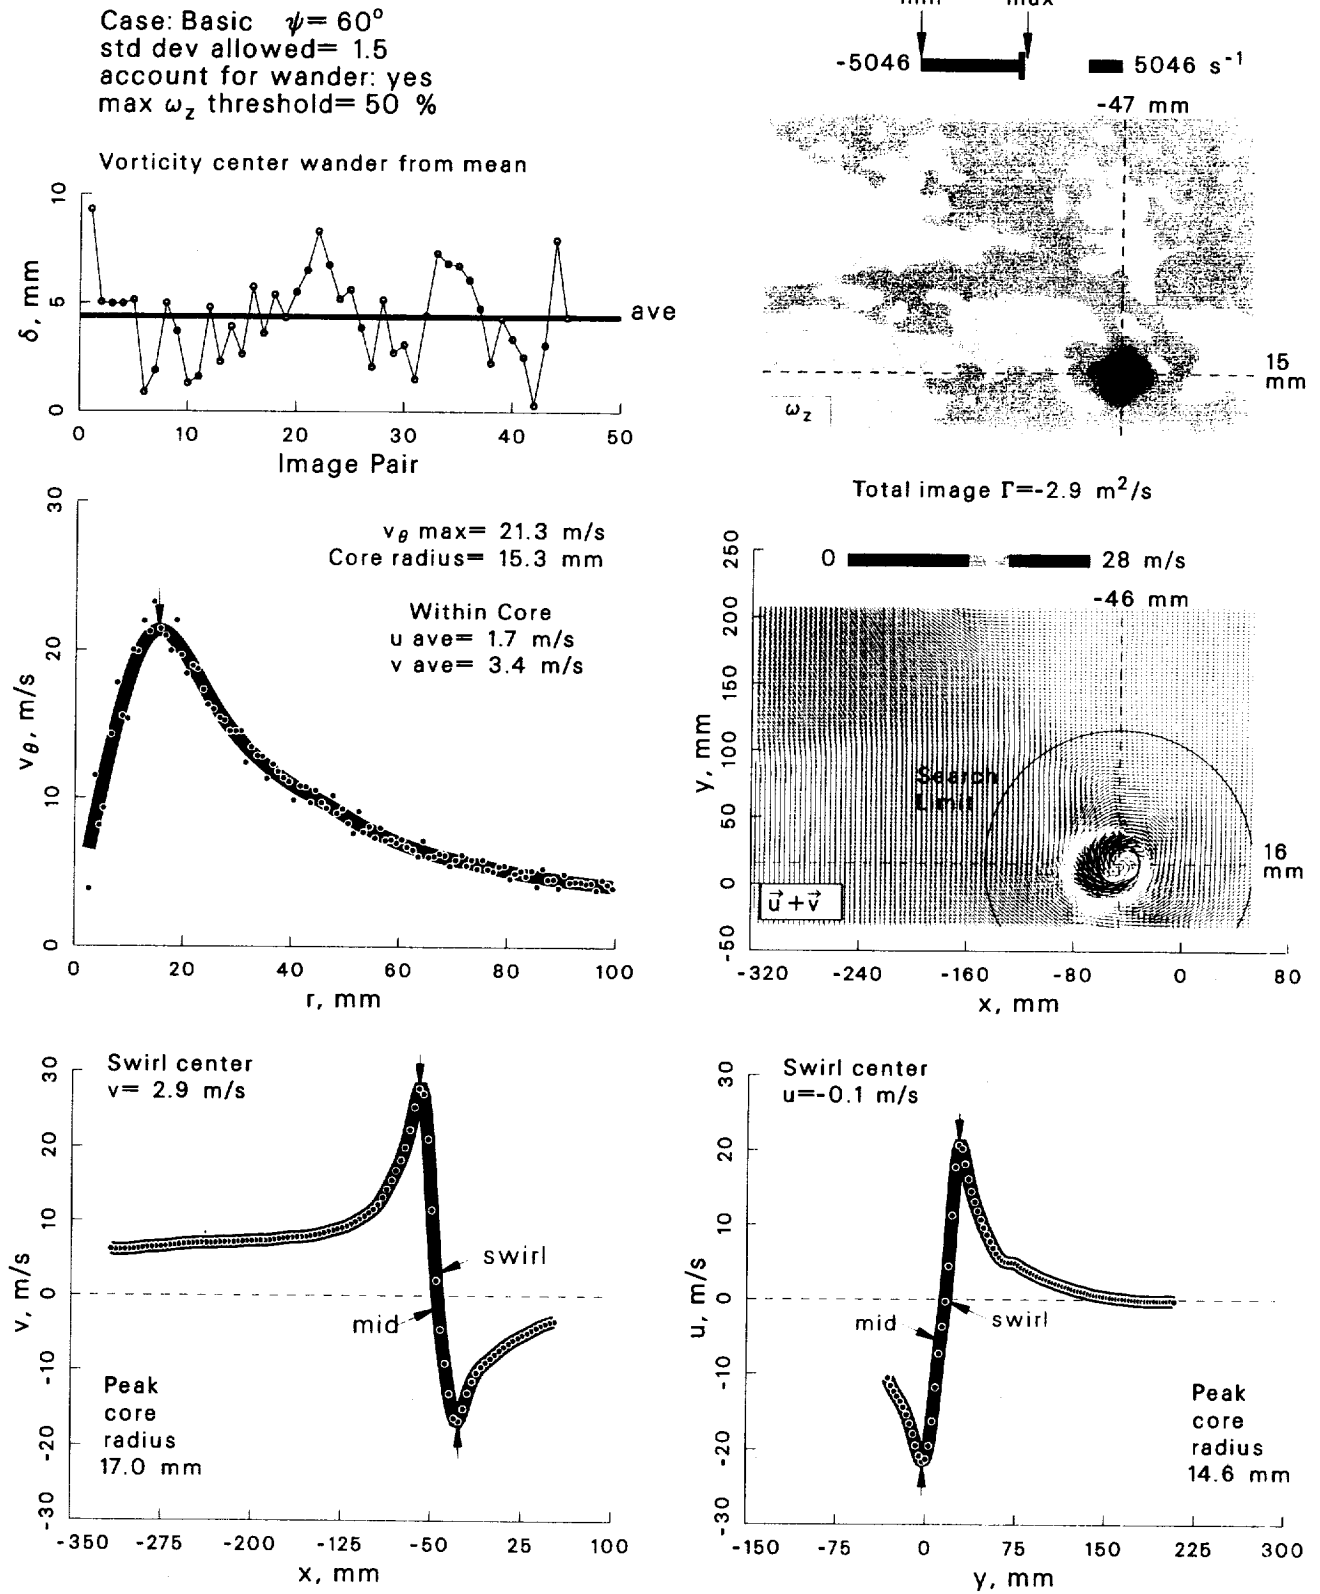 Case: Basic ψ= 60°
std dev allowed= 1.5
account for wander: yes
max ωz threshold= 50 %
max
-5046
5046 s⁻¹
-47 mm
15
mm
ωz
Vorticity center wander from mean
10
5
0
δ, mm
ave
0 10 20 30 40 50
Image Pair
Total image Γ=-2.9 m²/s
30
20
10
0
vθ, m/s
vθ max= 21.3 m/s
Core radius= 15.3 mm
Within Core
u ave= 1.7 m/s
v ave= 3.4 m/s
0 20 40 60 80 100
r, mm
0
28 m/s
-46 mm
250
200
150
100
50
0
-50
y, mm
Search
Limit
16
mm
u⃗+v⃗
-320 -240 -160 -80 0 80
x, mm
Swirl center
v= 2.9 m/s
30
20
10
0
-10
-20
-30
v, m/s
swirl
mid
Peak
core
radius
17.0 mm
-350 -275 -200 -125 -50 25 100
x, mm
Swirl center
u=-0.1 m/s
30
20
10
0
-10
-20
-30
u, m/s
mid
swirl
Peak
core
radius
14.6 mm
-150 -75 0 75 150 225 300
y, mm